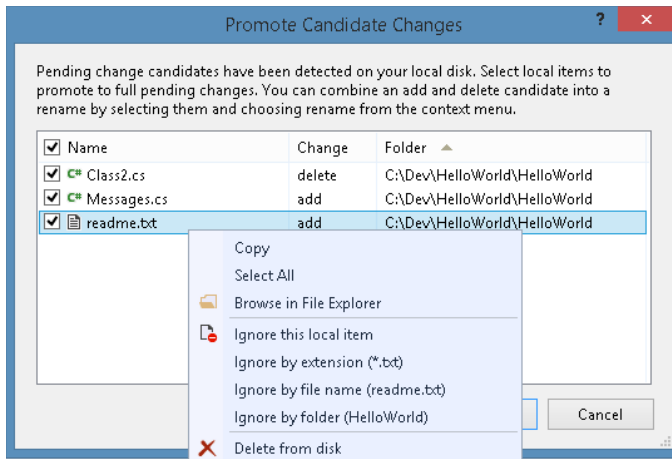 Promote Candidate Changes
?
×
Pending change candidates have been detected on your local disk. Select local items to
promote to full pending changes. You can combine an add and delete candidate into a
rename by selecting them and choosing rename from the context menu.
Name Change Folder
C# Class2.cs delete C:\Dev\HelloWorld\HelloWorld
C# Messages.cs add C:\Dev\HelloWorld\HelloWorld
readme.txt add C:\Dev\HelloWorld\HelloWorld
Copy
Select All
Browse in File Explorer
Ignore this local item
Ignore by extension (*.txt)
Ignore by file name (readme.txt)
Ignore by folder (HelloWorld)
Cancel
Delete from disk